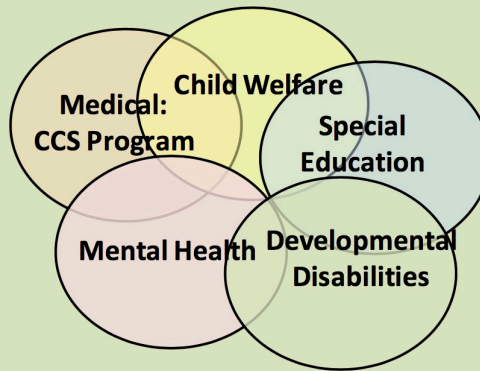 Child Welfare
Medical:
CCS Program
Special
Education
Mental Health
Developmental
Disabilities